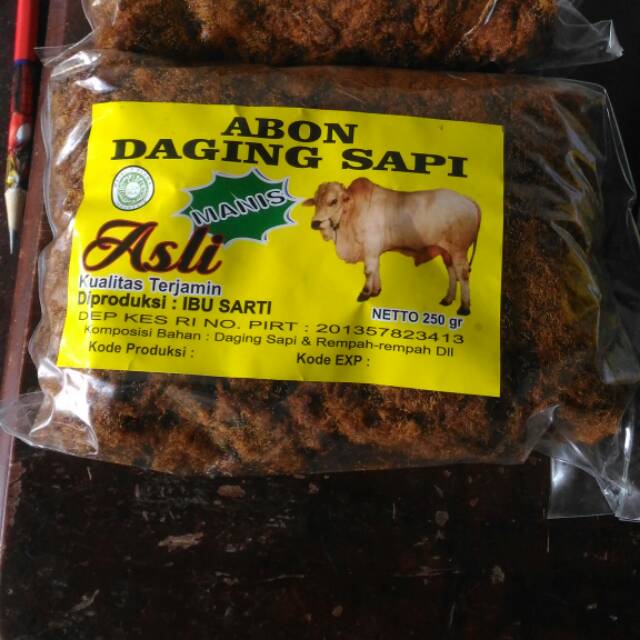 ABON
DAGING SAPI
MANIS
Asli
Kualitas Terjamin
Diproduksi : IBU SARTI
NETTO 250 gr
DEP KES RI NO. PIRT : 201357823413
Komposisi Bahan : Daging Sapi & Rempah-rempah Dll
Kode Produksi :
Kode EXP :